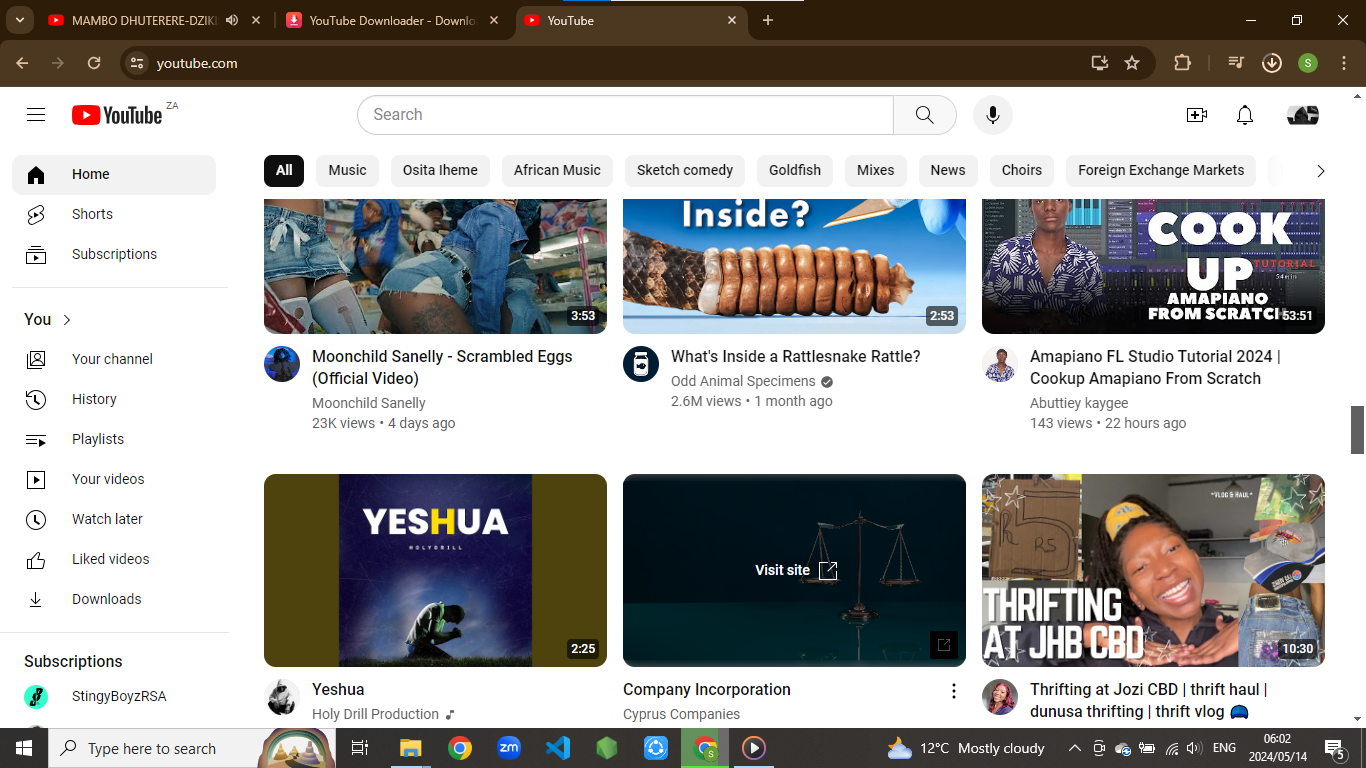 MAMBO DHUTERERE-DZIKI
YouTube Downloader - Downlo
YouTube
youtube.com
S
YouTube ZA
Search
Home
Shorts
Subscriptions
You
Your channel
History
Playlists
Your videos
Watch later
Liked videos
Downloads
Subscriptions
StingyBoyzRSA
All
Music
Osita Iheme
African Music
Sketch comedy
Goldfish
Mixes
News
Choirs
Foreign Exchange Markets
3:53
Moonchild Sanelly - Scrambled Eggs
(Official Video)
Moonchild Sanelly
23K views • 4 days ago
Inside?
2:53
What's Inside a Rattlesnake Rattle?
Odd Animal Specimens
2.6M views • 1 month ago
COOK
UP TUTORIAL
54 min
AMAPIANO
FROM SCRATCH
53:51
Amapiano FL Studio Tutorial 2024 |
Cookup Amapiano From Scratch
Abuttiey kaygee
143 views • 22 hours ago
YESHUA
HOLYDRILL
2:25
Yeshua
Holy Drill Production
Visit site
Company Incorporation
Cyprus Companies
*VLOG & HAUL*
R R5
THRIFTING
AT JHB CBD
10:30
Thrifting at Jozi CBD | thrift haul |
dunusa thrifting | thrift vlog
Type here to search
zm
S
12°C Mostly cloudy
ENG
06:02
2024/05/14
5